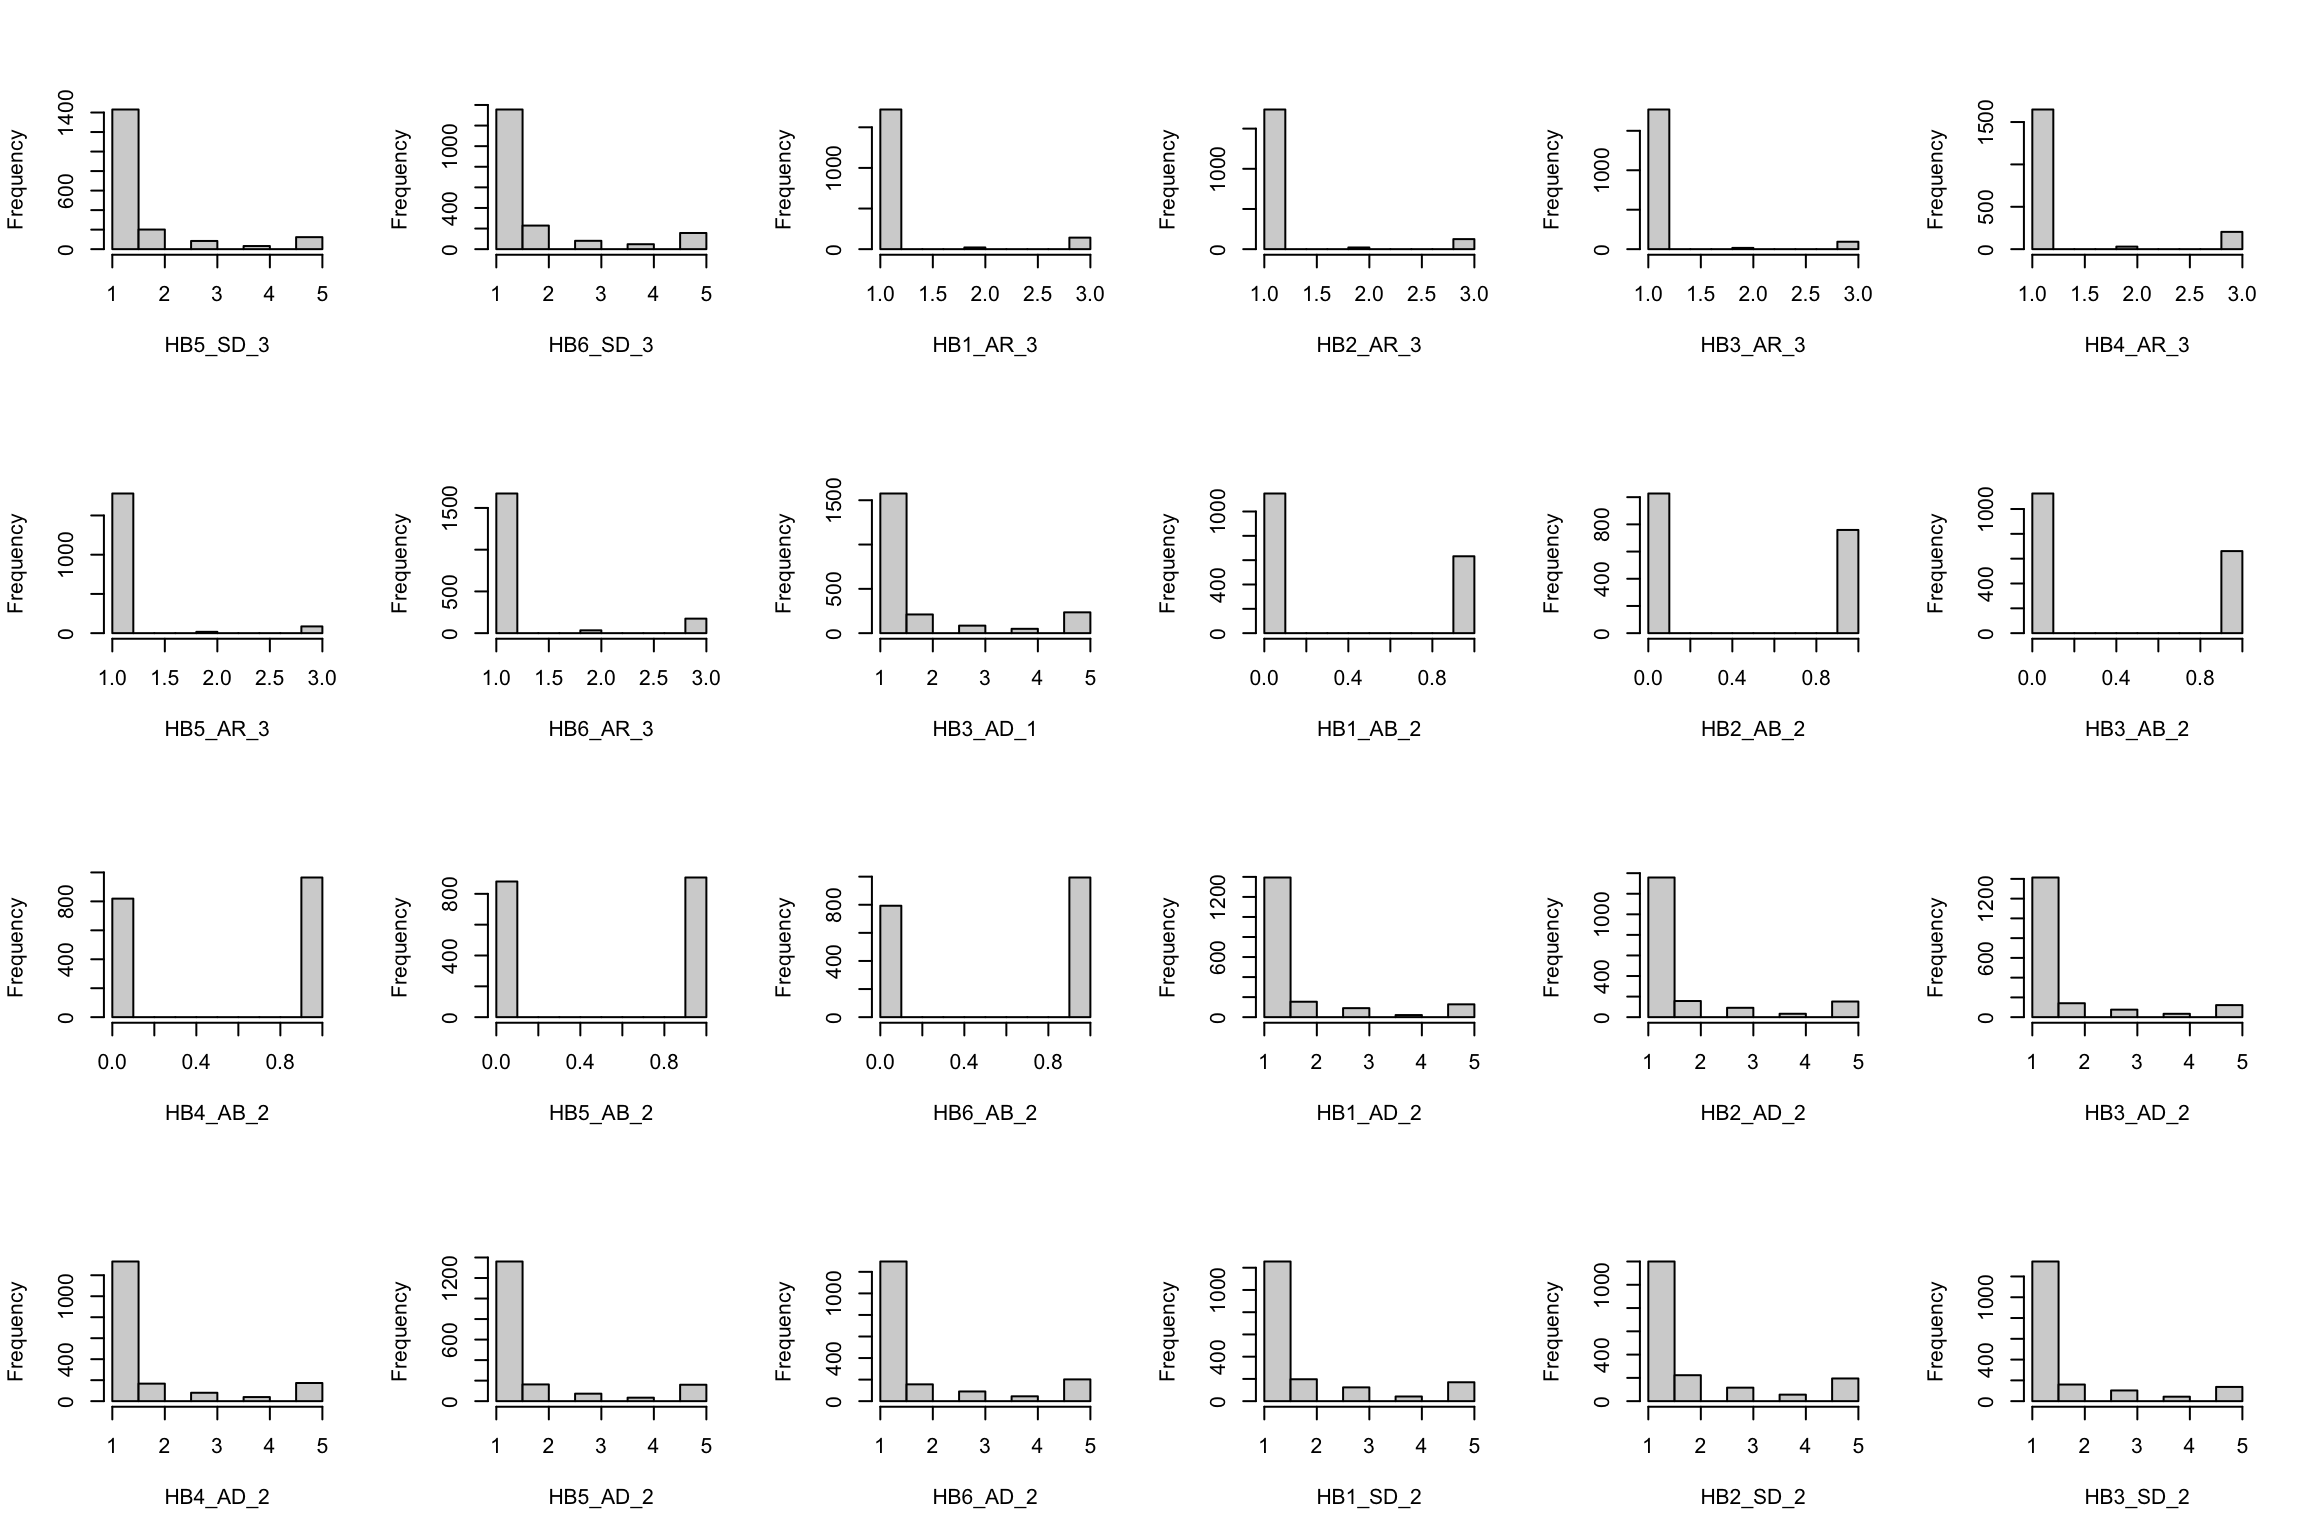 Frequency
0 600 1400
1 2 3 4 5
HB5_SD_3
Frequency
0 400 1000
1 2 3 4 5
HB6_SD_3
Frequency
0 1000
1.0 1.5 2.0 2.5 3.0
HB1_AR_3
Frequency
0 1000
1.0 1.5 2.0 2.5 3.0
HB2_AR_3
Frequency
0 1000
1.0 1.5 2.0 2.5 3.0
HB3_AR_3
Frequency
0 500 1500
1.0 1.5 2.0 2.5 3.0
HB4_AR_3
Frequency
0 1000
1.0 1.5 2.0 2.5 3.0
HB5_AR_3
Frequency
0 500 1500
1.0 1.5 2.0 2.5 3.0
HB6_AR_3
Frequency
0 500 1500
1 2 3 4 5
HB3_AD_1
Frequency
0 400 1000
0.0 0.4 0.8
HB1_AB_2
Frequency
0 400 800
0.0 0.4 0.8
HB2_AB_2
Frequency
0 400 1000
0.0 0.4 0.8
HB3_AB_2
Frequency
0 400 800
0.0 0.4 0.8
HB4_AB_2
Frequency
0 400 800
0.0 0.4 0.8
HB5_AB_2
Frequency
0 400 800
0.0 0.4 0.8
HB6_AB_2
Frequency
0 600 1200
1 2 3 4 5
HB1_AD_2
Frequency
0 400 1000
1 2 3 4 5
HB2_AD_2
Frequency
0 600 1200
1 2 3 4 5
HB3_AD_2
Frequency
0 400 1000
1 2 3 4 5
HB4_AD_2
Frequency
0 600 1200
1 2 3 4 5
HB5_AD_2
Frequency
0 400 1000
1 2 3 4 5
HB6_AD_2
Frequency
0 400 1000
1 2 3 4 5
HB1_SD_2
Frequency
0 400 1000
1 2 3 4 5
HB2_SD_2
Frequency
0 400 1000
1 2 3 4 5
HB3_SD_2